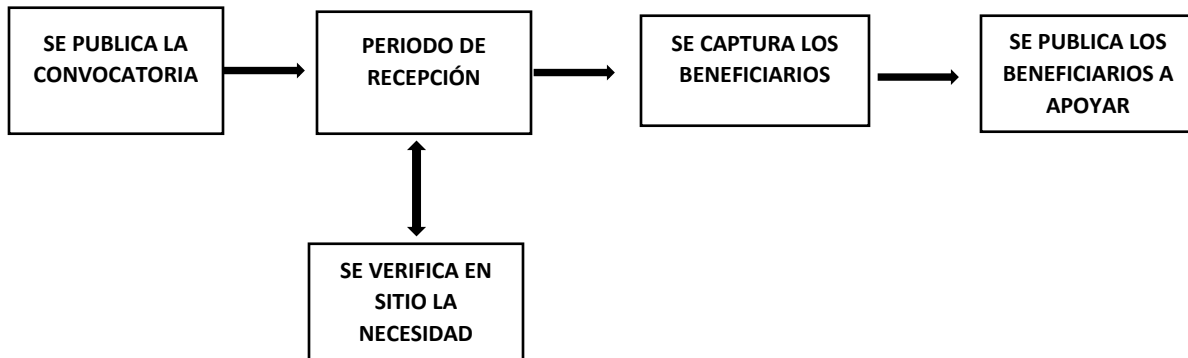 SE PUBLICA LA
CONVOCATORIA
PERIODO DE
RECEPCIÓN
SE CAPTURA LOS
BENEFICIARIOS
SE PUBLICA LOS
BENEFICIARIOS A
APOYAR
SE VERIFICA EN
SITIO LA
NECESIDAD